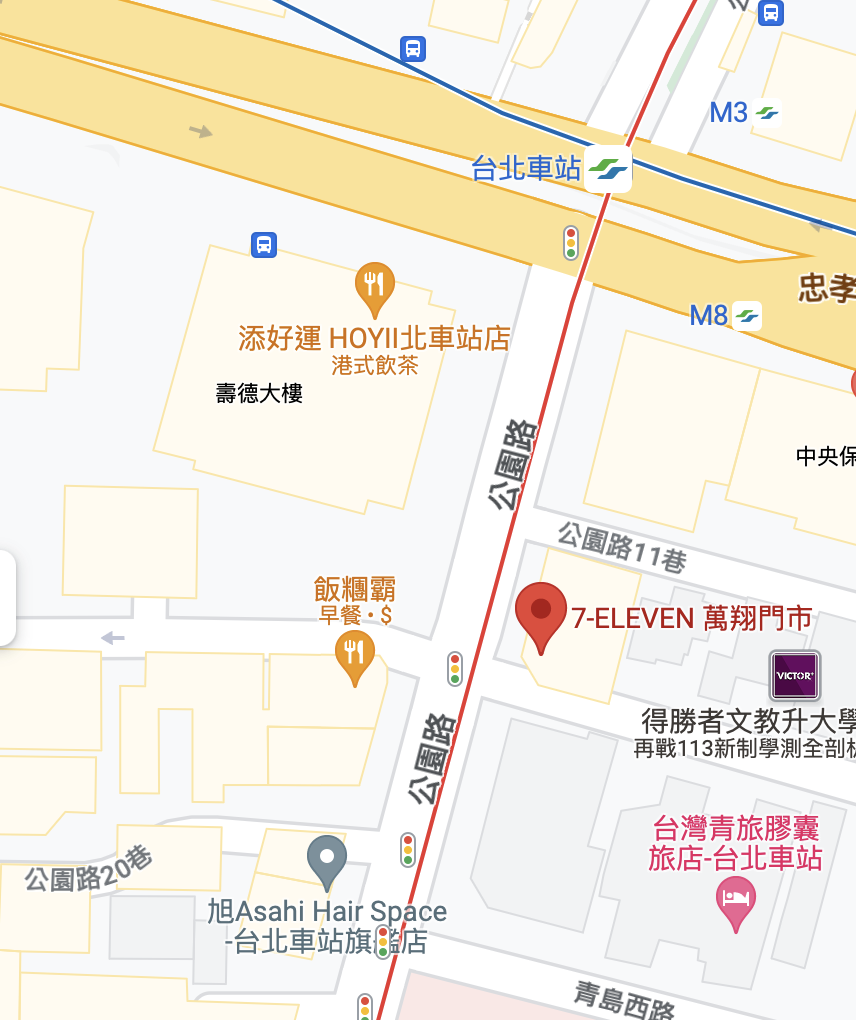 M3
台北車站
忠孝
M8
添好運 HOYII北車站店
港式飲茶
壽德大樓
公園路
中央保
公園路11巷
飯糰霸
早餐・$
7-ELEVEN 萬翔門市
VICTOR
得勝者文教升大學
再戰113新制學測全剖析
公園路
台灣青旅膠囊
旅店-台北車站
公園路20巷
旭Asahi Hair Space
-台北車站旗艦店
青島西路